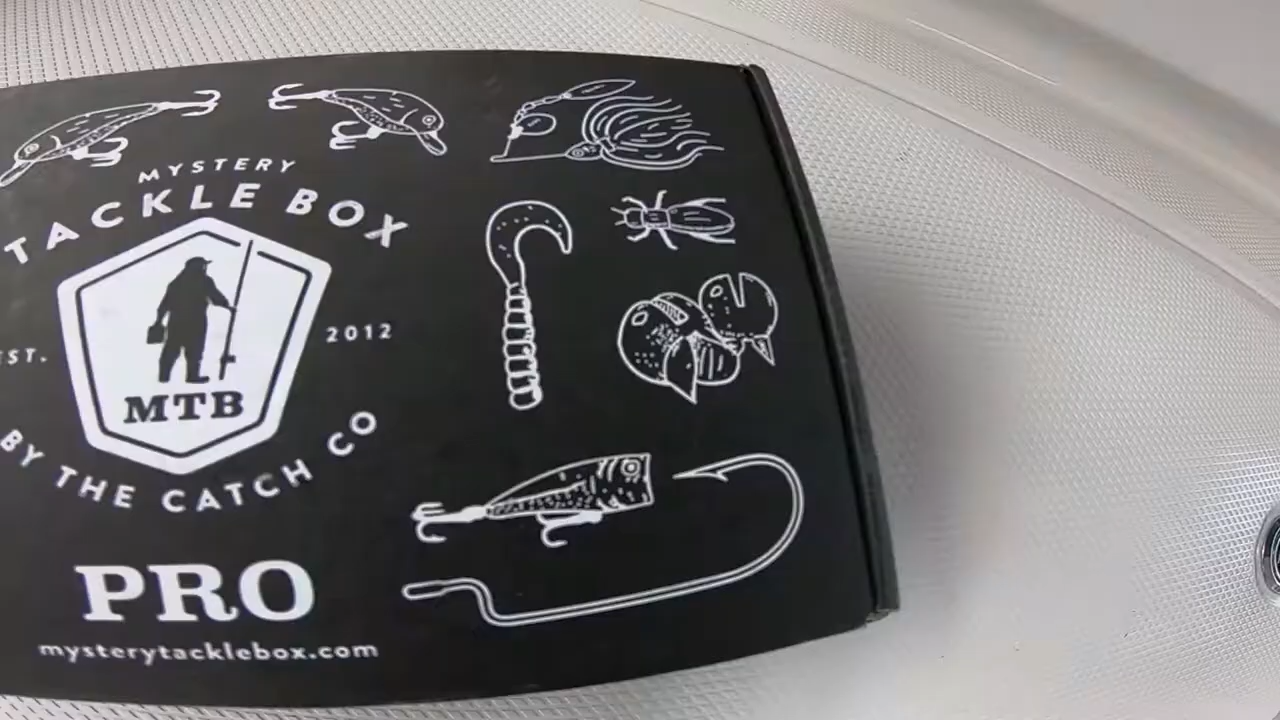 MYSTERY
TACKLE BOX
EST. 2012
MTB
BY THE CATCH CO
PRO
mysterytacklebox.com